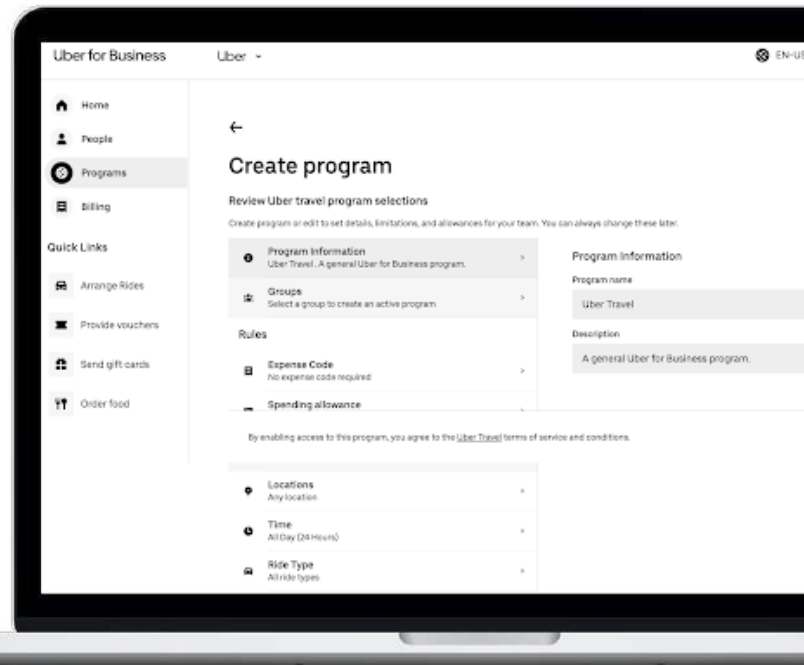 Uber for Business
Uber
EN-US
Home
People
Programs
Billing
Quick Links
Arrange Rides
Provide vouchers
Send gift cards
Order food
Create program
Review Uber travel program selections
Create program or edit to set details, limitations, and allowances for your team. You can always change these later.
Program Information
Uber Travel. A general Uber for Business program.
Groups
Select a group to create an active program
Rules
Expense Code
No expense code required
Spending allowance
By enabling access to this program, you agree to the Uber Travel terms of service and conditions.
Locations
Any location
Time
All Day (24 Hours)
Ride Type
All ride types
Program Information
Program name
Uber Travel
Description
A general Uber for Business program.